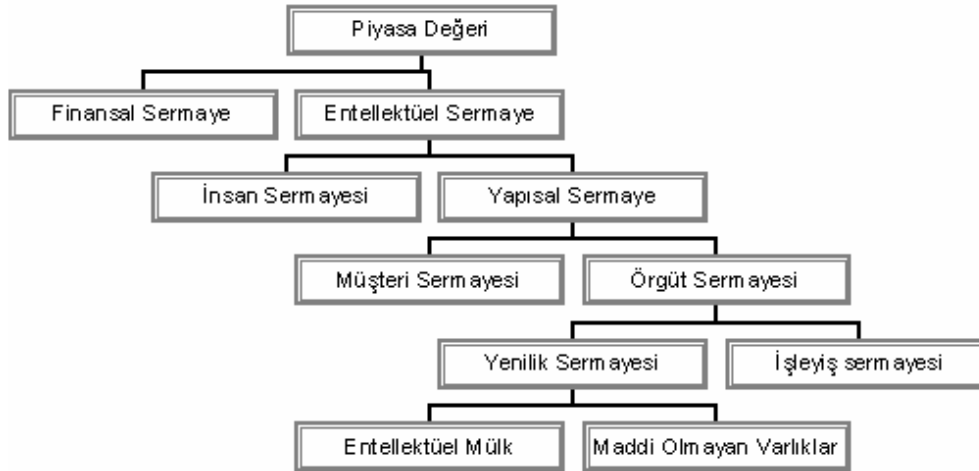 Piyasa Değeri
Finansal Sermaye
Entellektüel Sermaye
İnsan Sermayesi
Yapısal Sermaye
Müşteri Sermayesi
Örgüt Sermayesi
Yenilik Sermayesi
İşleyiş sermayesi
Entellektüel Mülk
Maddi Olmayan Varlıklar